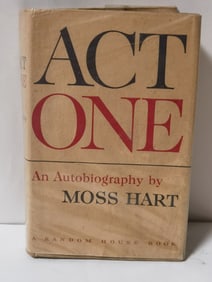 ACT
ONE
An Autobiography by
MOSS HART
A RANDOM HOUSE BOOK